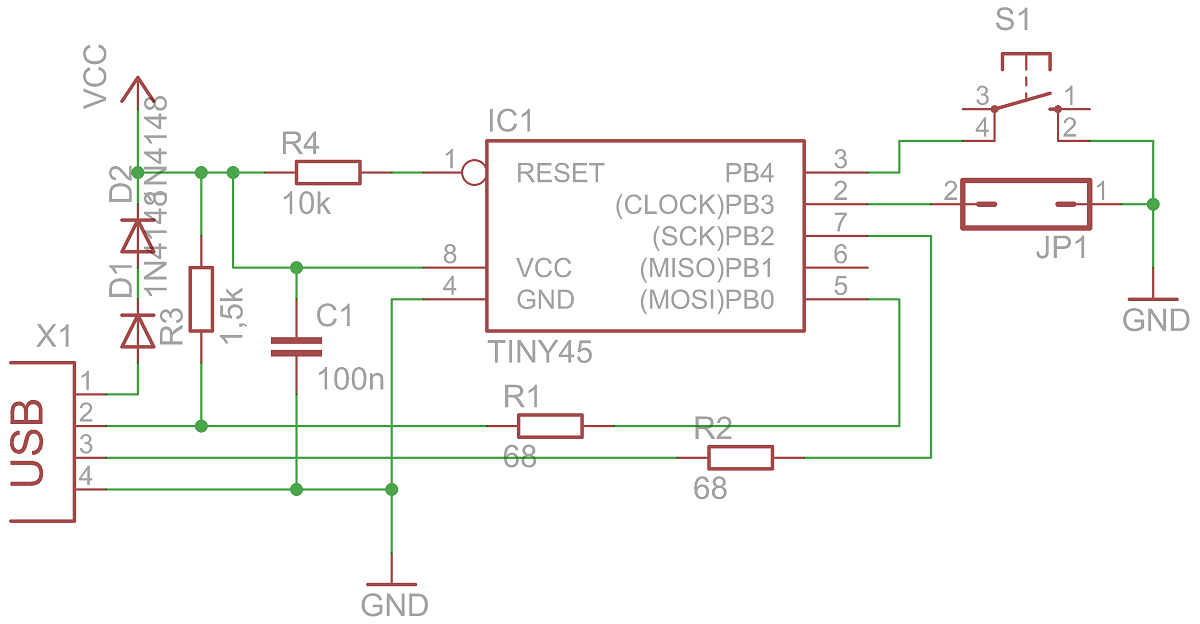 S1
VCC
3 1
4 2
1N4148
D2
1N4148
D1
R4
10k
IC1
1 RESET PB4 3
(CLOCK)PB3 2
(SCK)PB2 7
8 VCC (MISO)PB1 6
4 GND (MOSI)PB0 5
TINY45
2 1
JP1
GND
R3
1,5k
C1
100n
X1
USB
1
2
3
4
R1
68
R2
68
GND